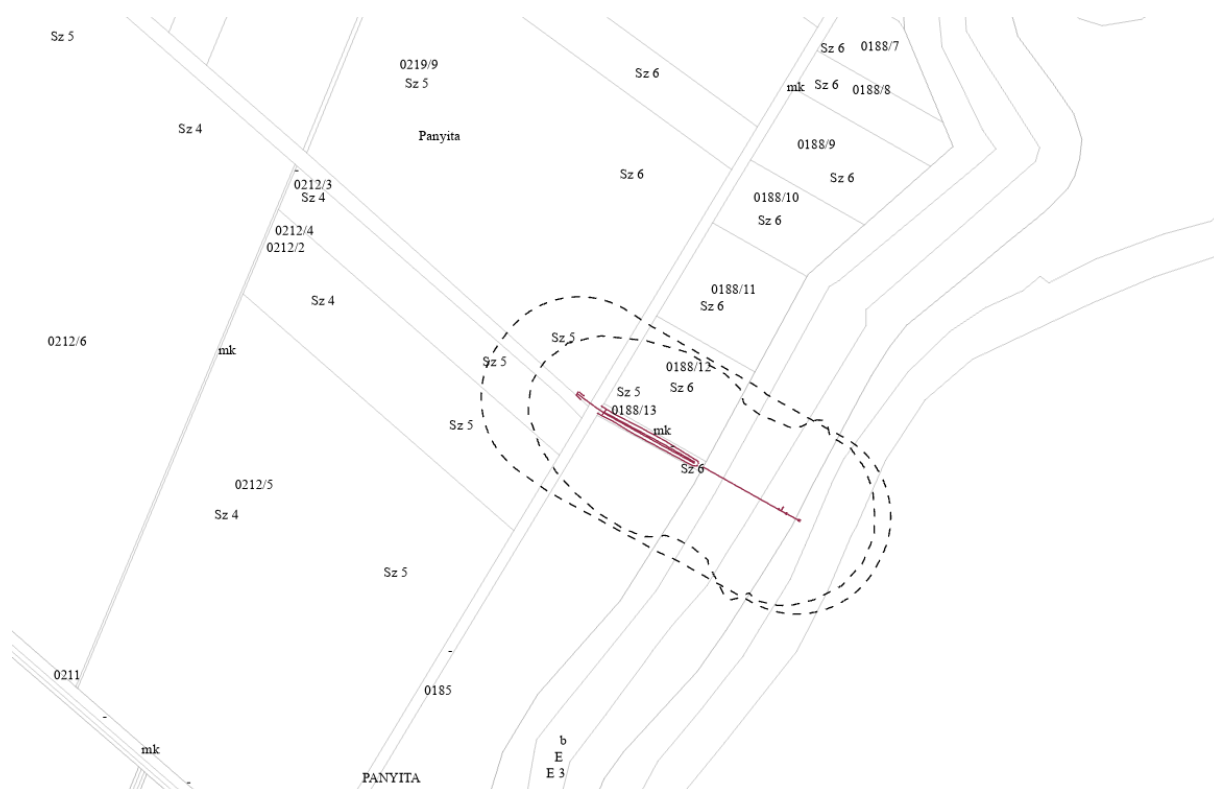 Sz 5
Sz 6
0188/7
0219/9
Sz 5
Sz 6
mk
Sz 6
0188/8
Sz 4
Panyita
0188/9
Sz 6
Sz 6
0212/3
Sz 4
0188/10
Sz 6
0212/4
0212/2
Sz 4
0188/11
Sz 6
0212/6
mk
Sz 5
Sz 5
0188/12
Sz 6
Sz 5
0188/13
mk
Sz 5
Sz 6
0212/5
Sz 4
Sz 5
0211
0185
mk
b
E
E 3
PANYITA